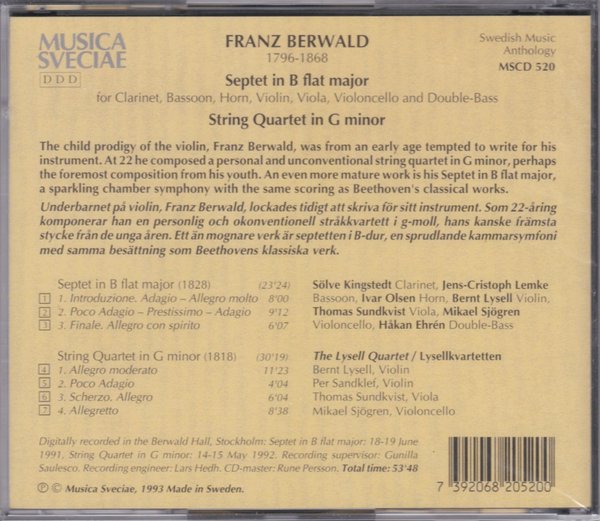 MUSICA
SVECIAE
DDD
FRANZ BERWALD
1796-1868
Septet in B flat major
for Clarinet, Bassoon, Horn, Violin, Viola, Violoncello and Double-Bass
String Quartet in G minor
Swedish Music
Anthology
MSCD 520
The child prodigy of the violin, Franz Berwald, was from an early age tempted to write for his
instrument. At 22 he composed a personal and unconventional string quartet in G minor, perhaps
the foremost composition from his youth. An even more mature work is his Septet in B flat major,
a sparkling chamber symphony with the same scoring as Beethoven's classical works.
Underbarnet på violin, Franz Berwald, lockades tidigt att skriva för sitt instrument. Som 22-åring
komponerar han en personlig och okonventionell stråkkvartett i g-moll, hans kanske främsta
stycke från de unga åren. Ett än mognare verk är septetten i B-dur, en sprudlande kammarsymfoni
med samma besättning som Beethovens klassiska verk.
Septet in B flat major (1828) (23'24)
1 1. Introduzione. Adagio – Allegro molto 8'00
2 2. Poco Adagio – Prestissimo – Adagio 9'12
3 3. Finale. Allegro con spirito 6'07
Sölve Kingstedt Clarinet, Jens-Cristoph Lemke
Bassoon, Ivar Olsen Horn, Bernt Lysell Violin,
Thomas Sundkvist Viola, Mikael Sjögren
Violoncello, Håkan Ehrén Double-Bass
String Quartet in G minor (1818) (30'19)
4 1. Allegro moderato 11'23
5 2. Poco Adagio 4'04
6 3. Scherzo. Allegro 6'04
7 4. Allegretto 8'38
The Lysell Quartet / Lysellkvartetten
Bernt Lysell, Violin
Per Sandklef, Violin
Thomas Sundkvist, Viola
Mikael Sjögren, Violoncello
Digitally recorded in the Berwald Hall, Stockholm: Septet in B flat major: 18-19 June
1991. String Quartet in G minor: 14-15 May 1992. Recording supervisor: Gunilla
Saulesco. Recording engineer: Lars Hedh. CD-master: Rune Persson. Total time: 53'48
℗ © Musica Sveciae, 1993 Made in Sweden.
7 392068 205200